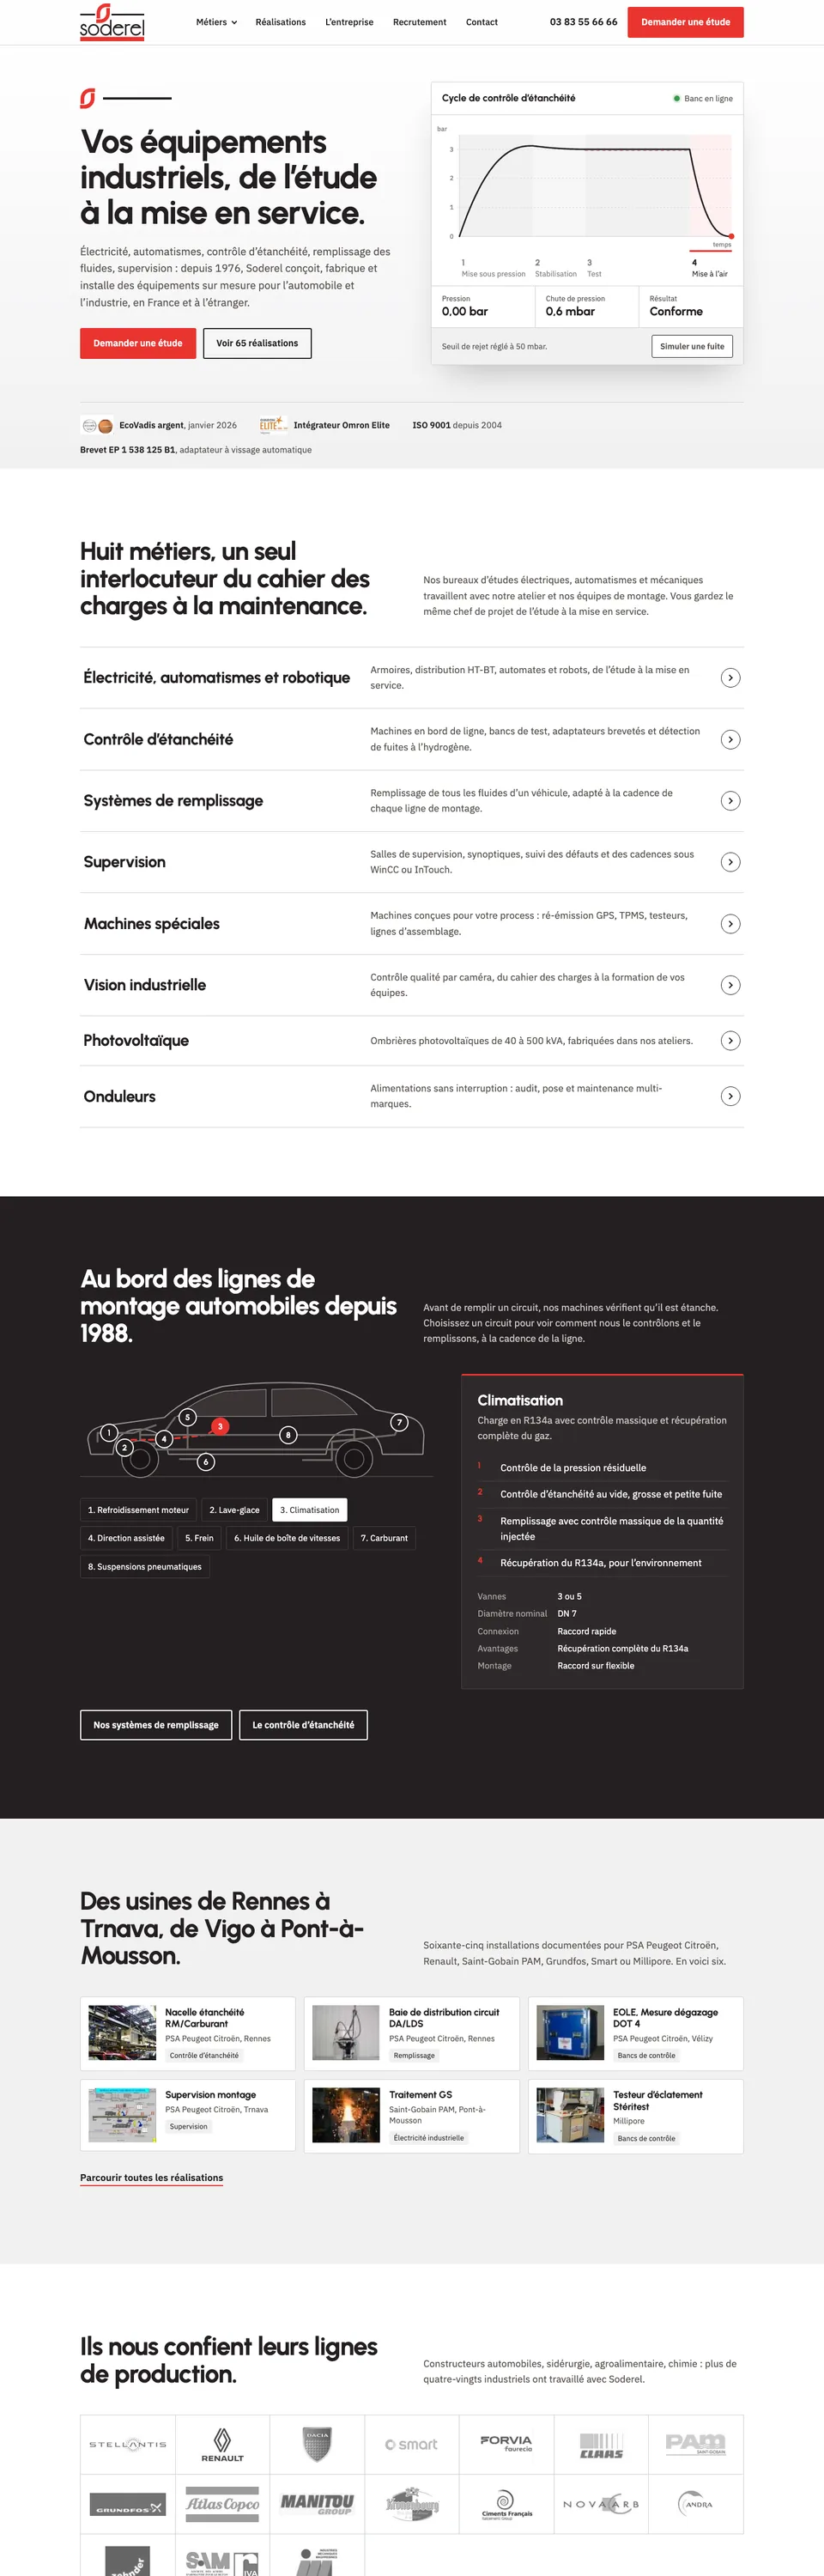 soderel
Métiers
Réalisations
L'entreprise
Recrutement
Contact
03 83 55 66 66
Demander une étude
Vos équipements
industriels, de l'étude
à la mise en service.
Électricité, automatismes, contrôle d'étanchéité, remplissage des
fluides, supervision : depuis 1976, Soderel conçoit, fabrique et
installe des équipements sur mesure pour l'automobile et
l'industrie, en France et à l'étranger.
Demander une étude
Voir 65 réalisations
Cycle de contrôle d'étanchéité
Banc en ligne
bar
3
2
1
0
temps
1
Mise sous pression
2
Stabilisation
3
Test
4
Mise à l'air
Pression
0,00 bar
Chute de pression
0,6 mbar
Résultat
Conforme
Seuil de rejet réglé à 50 mbar.
Simuler une fuite
EcoVadis argent, janvier 2026
ELITE
Intégrateur Omron Elite
ISO 9001 depuis 2004
Brevet EP 1 538 125 B1, adaptateur à vissage automatique
Huit métiers, un seul
interlocuteur du cahier des
charges à la maintenance.
Nos bureaux d'études électriques, automatismes et mécaniques
travaillent avec notre atelier et nos équipes de montage. Vous gardez le
même chef de projet de l'étude à la mise en service.
Électricité, automatismes et robotique
Armoires, distribution HT-BT, automates et robots, de l'étude à la mise en
service.
Contrôle d'étanchéité
Machines en bord de ligne, bancs de test, adaptateurs brevetés et détection
de fuites à l'hydrogène.
Systèmes de remplissage
Remplissage de tous les fluides d'un véhicule, adapté à la cadence de
chaque ligne de montage.
Supervision
Salles de supervision, synoptiques, suivi des défauts et des cadences sous
WinCC ou InTouch.
Machines spéciales
Machines conçues pour votre process : ré-émission GPS, TPMS, testeurs,
lignes d'assemblage.
Vision industrielle
Contrôle qualité par caméra, du cahier des charges à la formation de vos
équipes.
Photovoltaïque
Ombrières photovoltaïques de 40 à 500 kVA, fabriquées dans nos ateliers.
Onduleurs
Alimentations sans interruption : audit, pose et maintenance multi-
marques.
Au bord des lignes de
montage automobiles depuis
1988.
Avant de remplir un circuit, nos machines vérifient qu'il est étanche.
Choisissez un circuit pour voir comment nous le contrôlons et le
remplissons, à la cadence de la ligne.
1
2
3
4
5
6
7
8
1. Refroidissement moteur
2. Lave-glace
3. Climatisation
4. Direction assistée
5. Frein
6. Huile de boîte de vitesses
7. Carburant
8. Suspensions pneumatiques
Climatisation
Charge en R134a avec contrôle massique et récupération
complète du gaz.
1 Contrôle de la pression résiduelle
2 Contrôle d'étanchéité au vide, grosse et petite fuite
3 Remplissage avec contrôle massique de la quantité
injectée
4 Récupération du R134a, pour l'environnement
Vannes 3 ou 5
Diamètre nominal DN 7
Connexion Raccord rapide
Avantages Récupération complète du R134a
Montage Raccord sur flexible
Nos systèmes de remplissage
Le contrôle d'étanchéité
Des usines de Rennes à
Trnava, de Vigo à Pont-à-
Mousson.
Soixante-cinq installations documentées pour PSA Peugeot Citroën,
Renault, Saint-Gobain PAM, Grundfos, Smart ou Millipore. En voici six.
Nacelle étanchéité
RM/Carburant
PSA Peugeot Citroën, Rennes
Contrôle d'étanchéité
Baie de distribution circuit
DA/LDS
PSA Peugeot Citroën, Rennes
Remplissage
EOLE, Mesure dégazage
DOT 4
PSA Peugeot Citroën, Vélizy
Bancs de contrôle
Supervision montage
PSA Peugeot Citroën, Trnava
Supervision
Traitement GS
Saint-Gobain PAM, Pont-à-
Mousson
Électricité industrielle
Testeur d'éclatement
Stéritest
Millipore
Bancs de contrôle
Parcourir toutes les réalisations
Ils nous confient leurs lignes
de production.
Constructeurs automobiles, sidérurgie, agroalimentaire, chimie : plus de
quatre-vingts industriels ont travaillé avec Soderel.
STELLANTIS
RENAULT
DACIA
smart
FORVIA
faurecia
CLAAS
PAM
SAINT-GOBAIN
GRUNDFOS
Atlas Copco
MANITOU
GROUP
Kronenbourg
Ciments Français
NOVACARB
ANDRA
Zehnder
SAM
RIVA